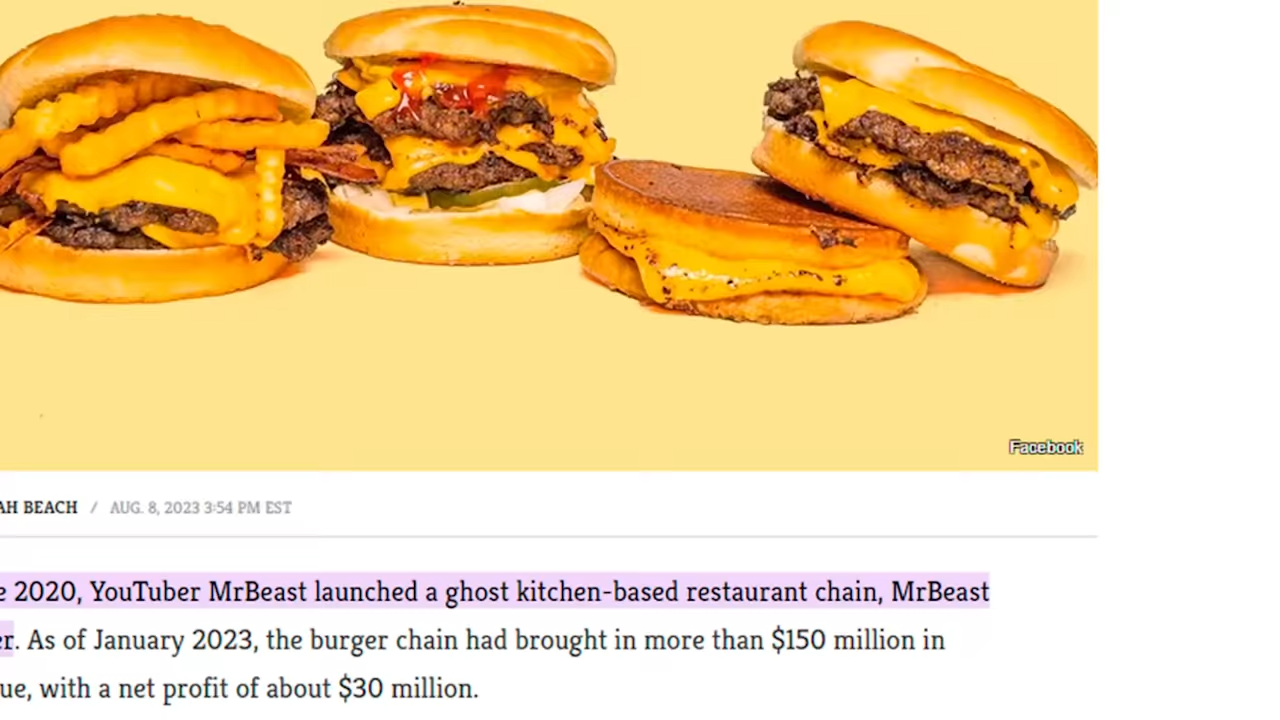 Facebook
AH BEACH / AUG. 8, 2023 3:54 PM EST
e 2020, YouTuber MrBeast launched a ghost kitchen-based restaurant chain, MrBeast
er. As of January 2023, the burger chain had brought in more than $150 million in
ue, with a net profit of about $30 million.